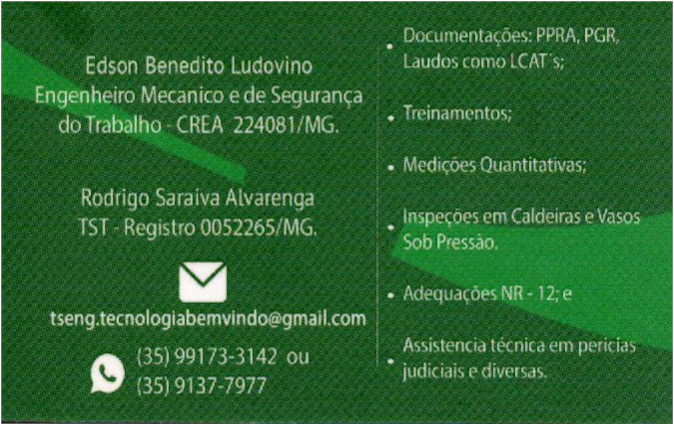 Edson Benedito Ludovino
Engenheiro Mecanico e de Segurança
do Trabalho - CREA 224081/MG.
Rodrigo Saraiva Alvarenga
TST - Registro 0052265/MG.
tseng.tecnologiabemvindo@gmail.com
(35) 99173-3142 ou
(35) 9137-7977
• Documentações: PPRA, PGR,
Laudos como LCAT´s;
• Treinamentos;
• Medições Quantitativas;
• Inspeções em Caldeiras e Vasos
Sob Pressão.
• Adequações NR - 12; e
• Assistencia técnica em pericias
judiciais e diversas.